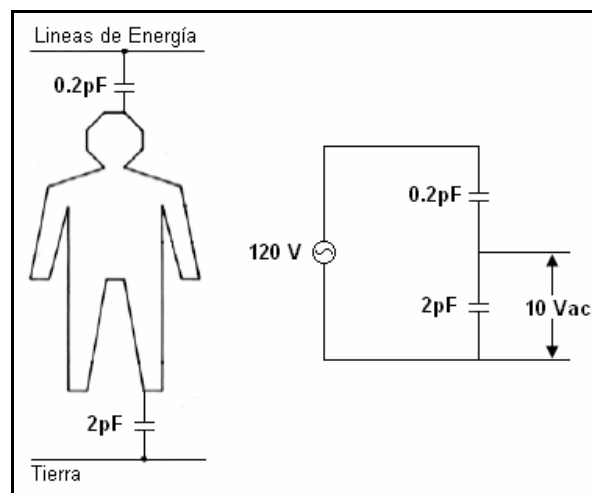 Lineas de Energía
0.2pF
2pF
Tierra
120 V
0.2pF
2pF
10 Vac